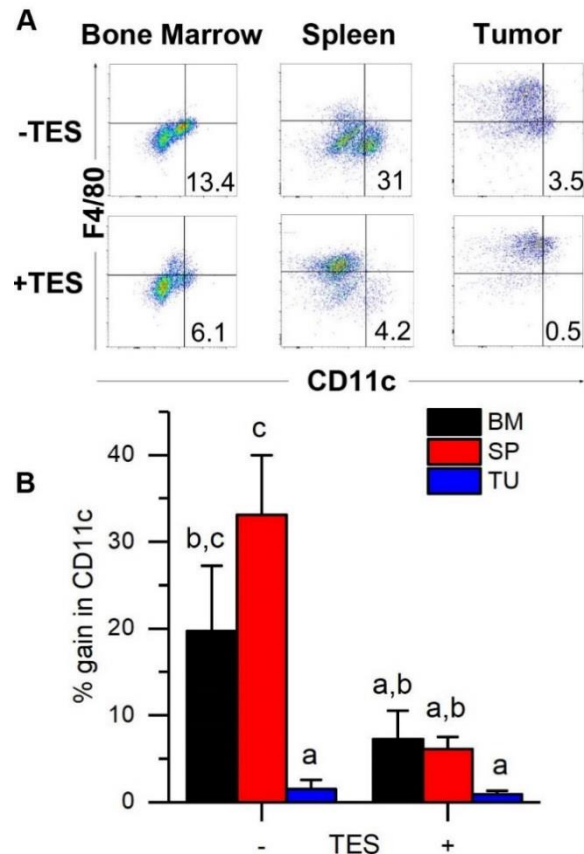 A
Bone Marrow Spleen Tumor
-TES
13.4 31 3.5
F4/80
+TES
6.1 4.2 0.5
CD11c
B
BM
SP
TU
% gain in CD11c
40
30
20
10
0
b,c
c
a
a,b
a,b
a
- TES +